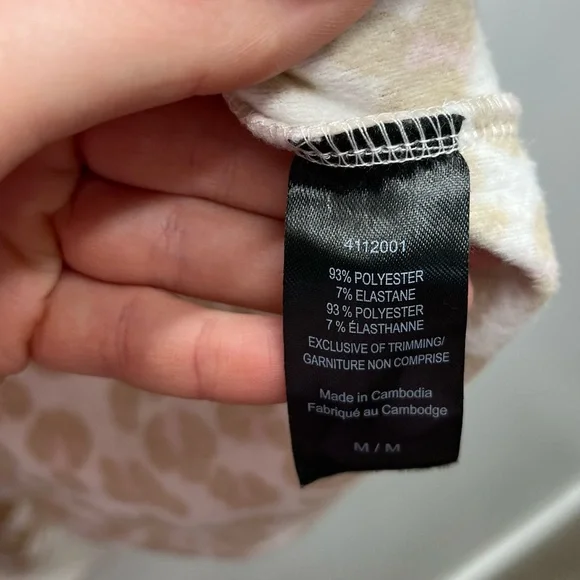 4112001
93% POLYESTER
7% ELASTANE
93 % POLYESTER
7 % ÉLASTHANNE
EXCLUSIVE OF TRIMMING/
GARNITURE NON COMPRISE
Made in Cambodia
Fabriqué au Cambodge
M / M